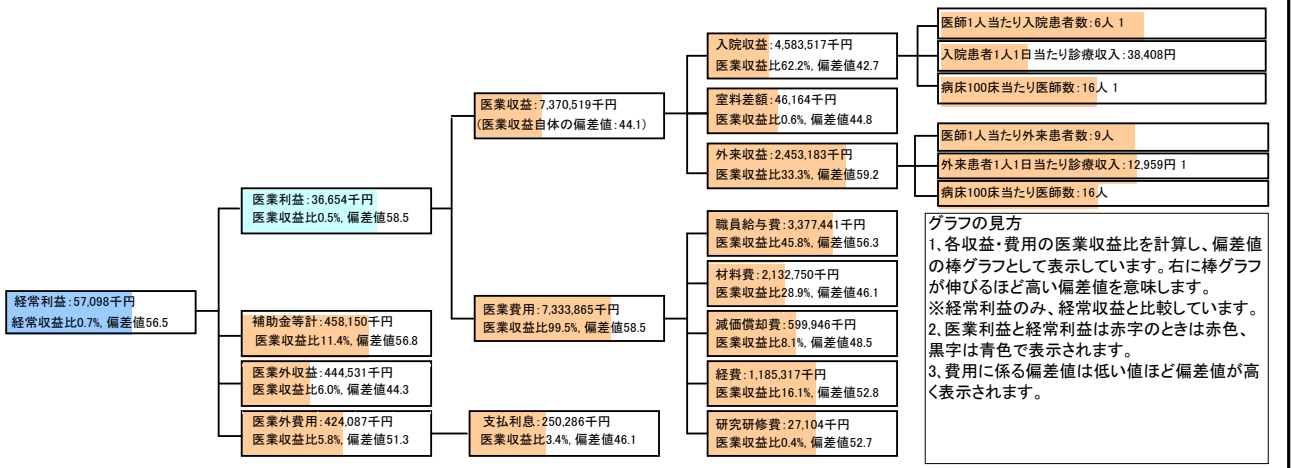 経常利益:57,098千円
経常収益比0.7%, 偏差値56.5
医業利益:36,654千円
医業収益比0.5%, 偏差値58.5
補助金等計:458,150千円
医業収益比11.4%, 偏差値56.8
医業外収益:444,531千円
医業収益比6.0%, 偏差値44.3
医業外費用:424,087千円
医業収益比5.8%, 偏差値51.3
支払利息:250,286千円
医業収益比3.4%, 偏差値46.1
医業収益:7,370,519千円
(医業収益自体の偏差値:44.1)
医業費用:7,333,865千円
医業収益比99.5%, 偏差値58.5
入院収益:4,583,517千円
医業収益比62.2%, 偏差値42.7
室料差額:46,164千円
医業収益比0.6%, 偏差値44.8
外来収益:2,453,183千円
医業収益比33.3%, 偏差値59.2
職員給与費:3,377,441千円
医業収益比45.8%, 偏差値56.3
材料費:2,132,750千円
医業収益比28.9%, 偏差値46.1
減価償却費:599,946千円
医業収益比8.1%, 偏差値48.5
経費:1,185,317千円
医業収益比16.1%, 偏差値52.8
研究研修費:27,104千円
医業収益比0.4%, 偏差値52.7
医師1人当たり入院患者数:6人 1
入院患者1人1日当たり診療収入:38,408円
病床100床当たり医師数:16人 1
医師1人当たり外来患者数:9人
外来患者1人1日当たり診療収入:12,959円 1
病床100床当たり医師数:16人
グラフの見方
1、各収益・費用の医業収益比を計算し、偏差値
の棒グラフとして表示しています。右に棒グラフ
が伸びるほど高い偏差値を意味します。
※経常利益のみ、経常収益と比較しています。
2、医業利益と経常利益は赤字のときは赤色、
黒字は青色で表示されます。
3、費用に係る偏差値は低い値ほど偏差値が高
く表示されます。